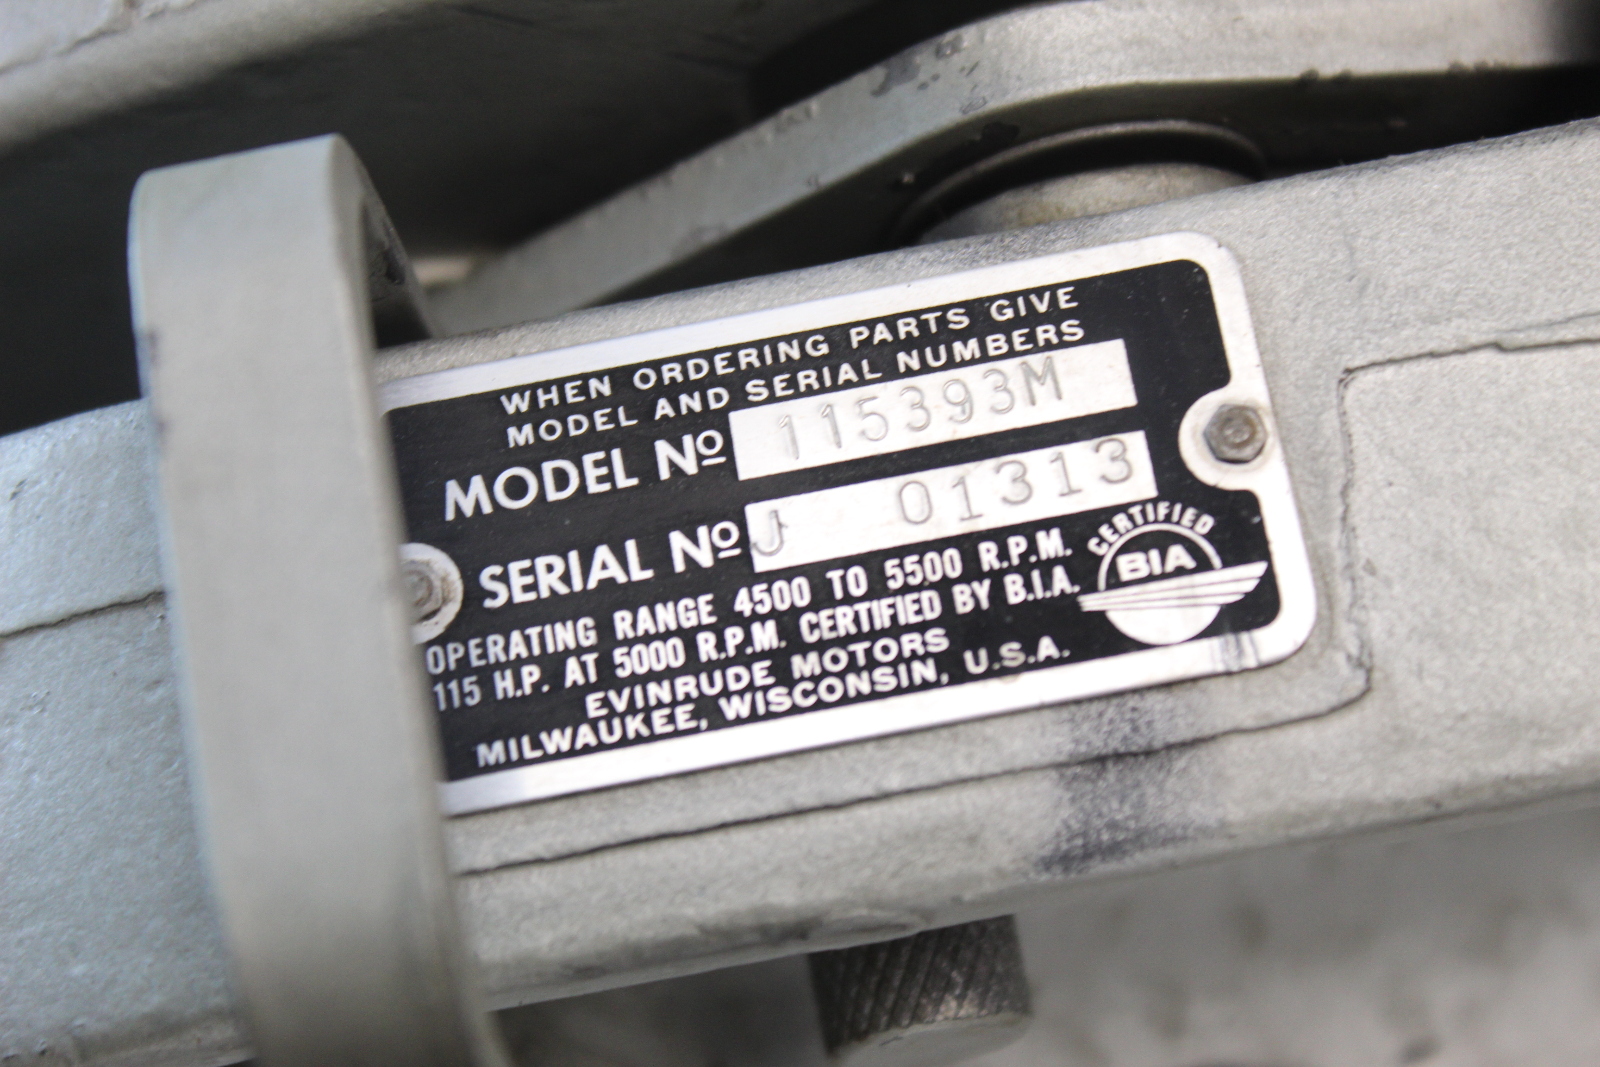 WHEN ORDERING PARTS GIVE
MODEL AND SERIAL NUMBERS
MODEL Nº 115393M
SERIAL Nº J 01313
OPERATING RANGE 4500 TO 5500 R.P.M.
115 H.P. AT 5000 R.P.M. CERTIFIED BY B.I.A.
EVINRUDE MOTORS
MILWAUKEE, WISCONSIN, U.S.A.
CERTIFIED
BIA